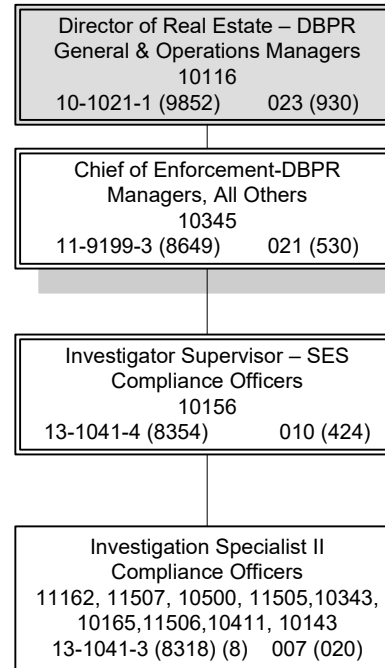 Director of Real Estate – DBPR
General & Operations Managers
10116
10-1021-1 (9852) 023 (930)
Chief of Enforcement-DBPR
Managers, All Others
10345
11-9199-3 (8649) 021 (530)
Investigator Supervisor – SES
Compliance Officers
10156
13-1041-4 (8354) 010 (424)
Investigation Specialist II
Compliance Officers
11162, 11507, 10500, 11505,10343,
10165,11506,10411, 10143
13-1041-3 (8318) (8) 007 (020)